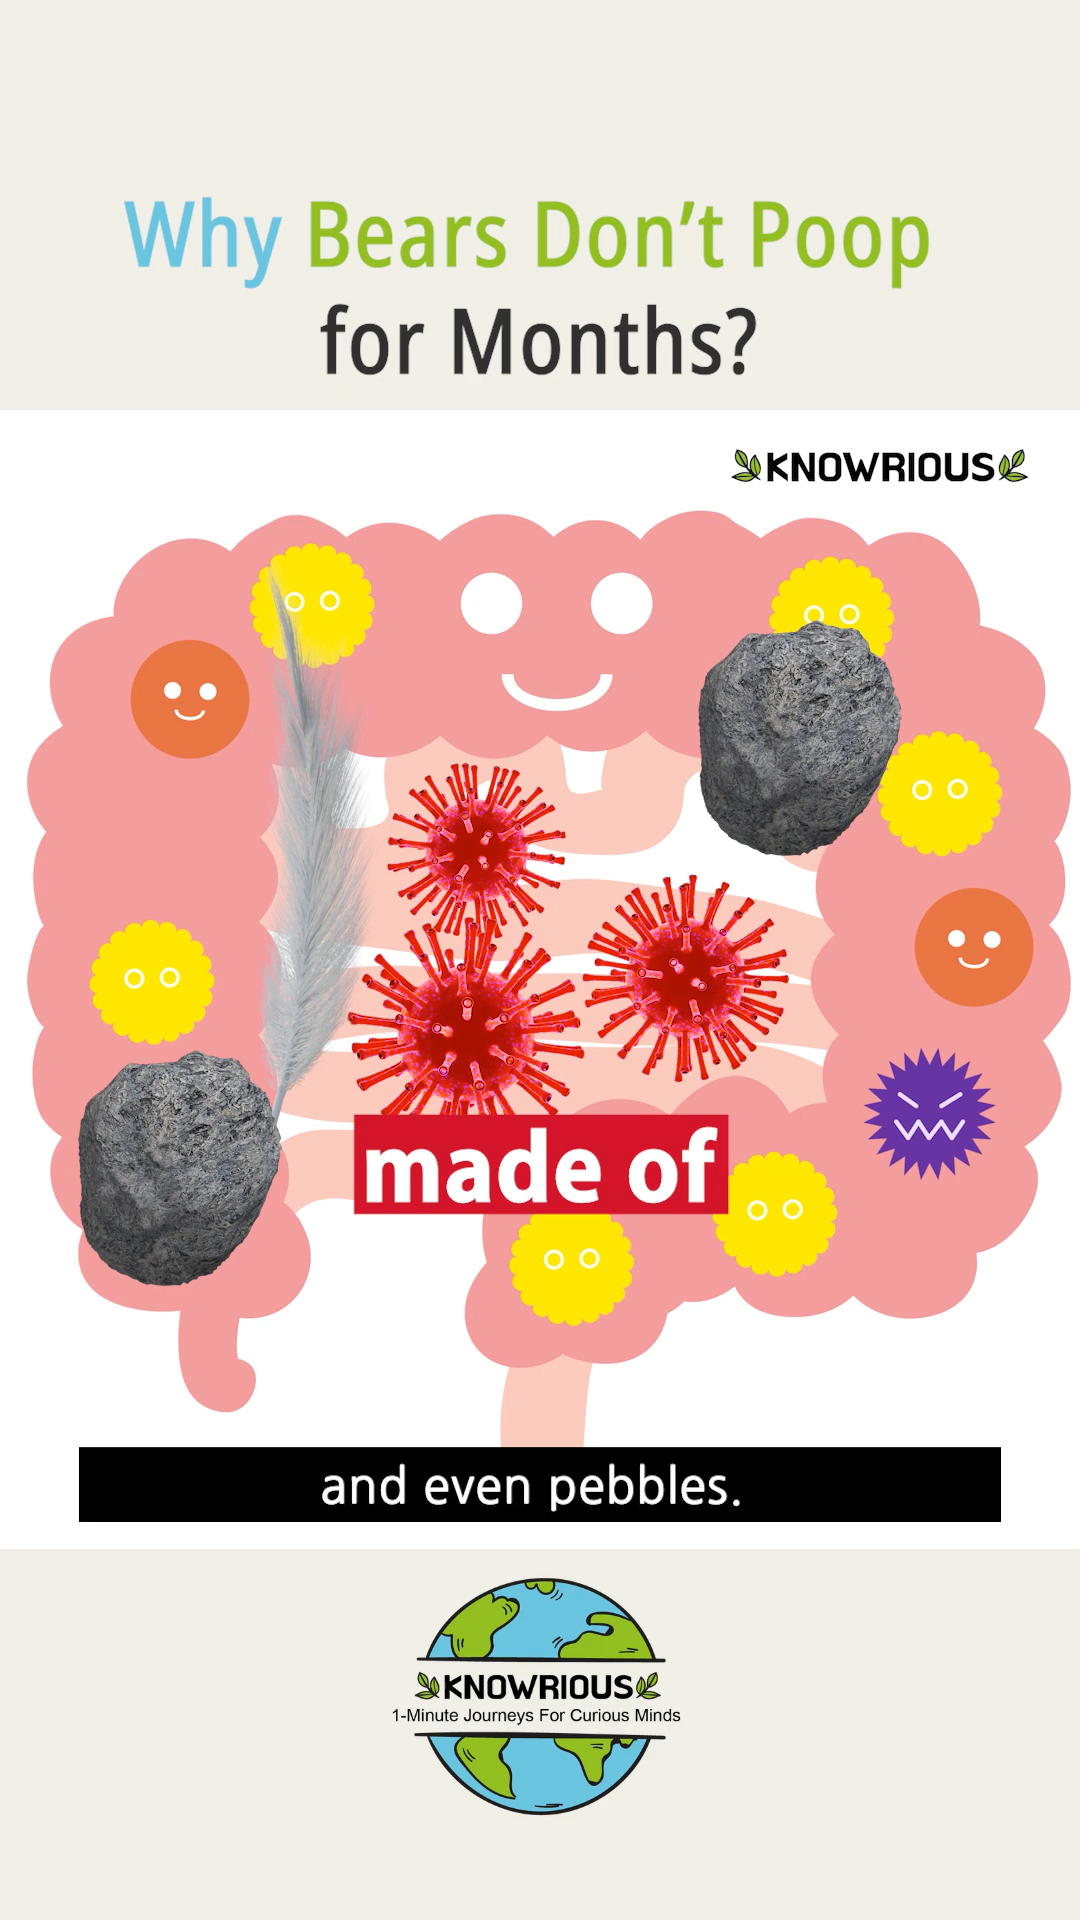 Why Bears Don't Poop
for Months?
KNOWRIOUS
made of
and even pebbles.
KNOWRIOUS
1-Minute Journeys For Curious Minds